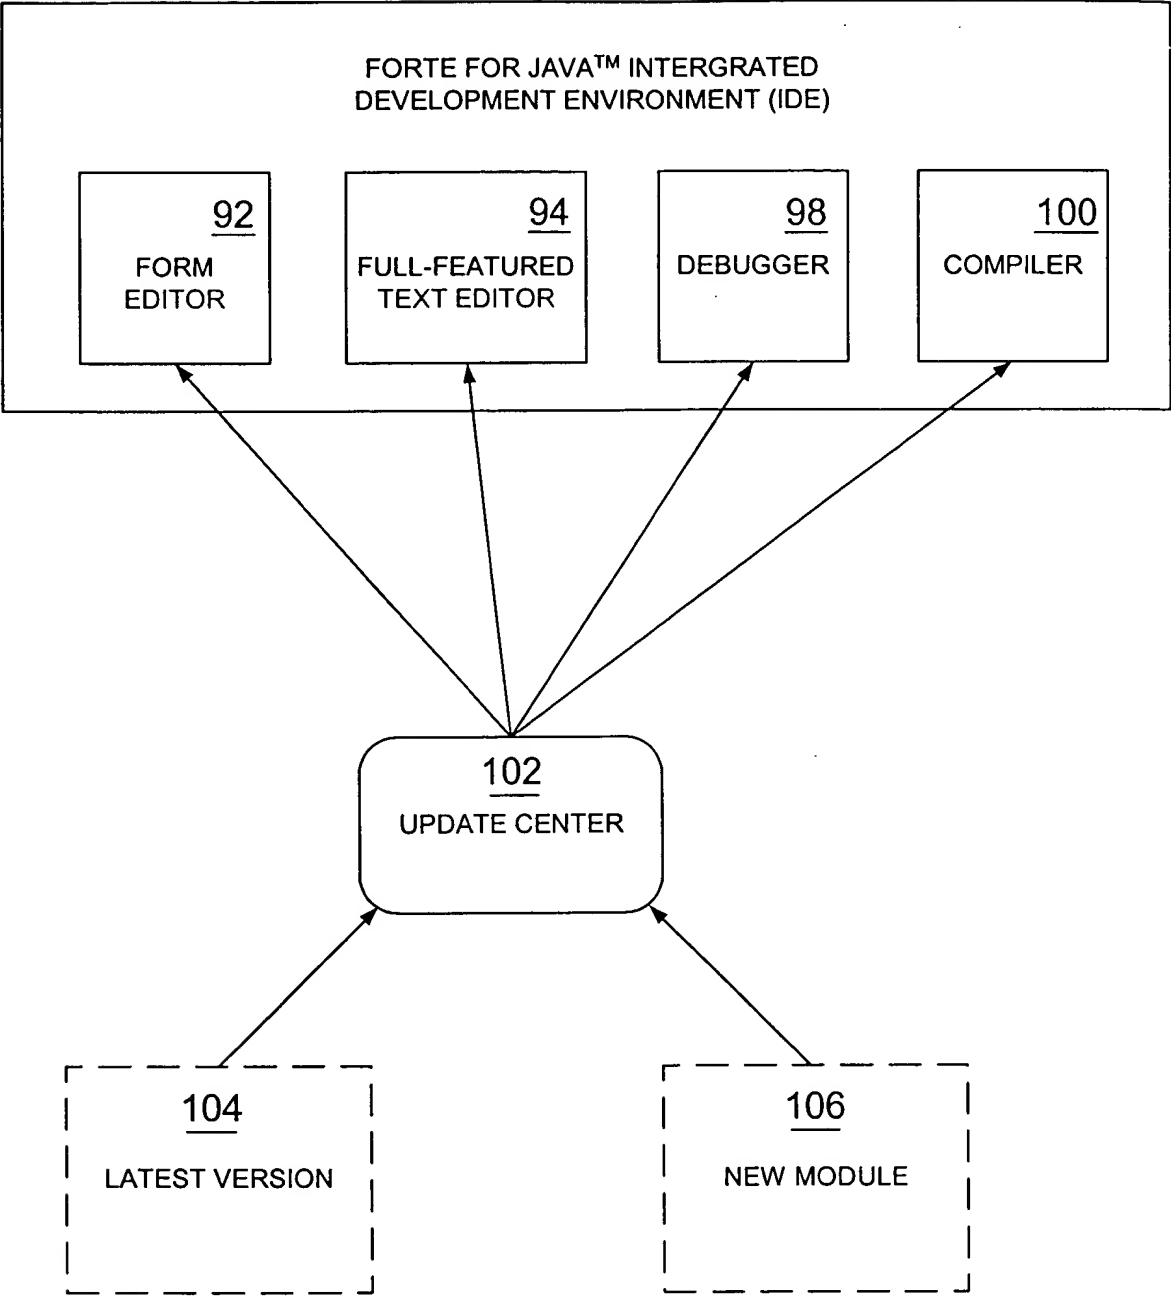 FORTE FOR JAVA™ INTERGRATED
DEVELOPMENT ENVIRONMENT (IDE)
92
FORM
EDITOR
94
FULL-FEATURED
TEXT EDITOR
98
DEBUGGER
100
COMPILER
102
UPDATE CENTER
104
LATEST VERSION
106
NEW MODULE